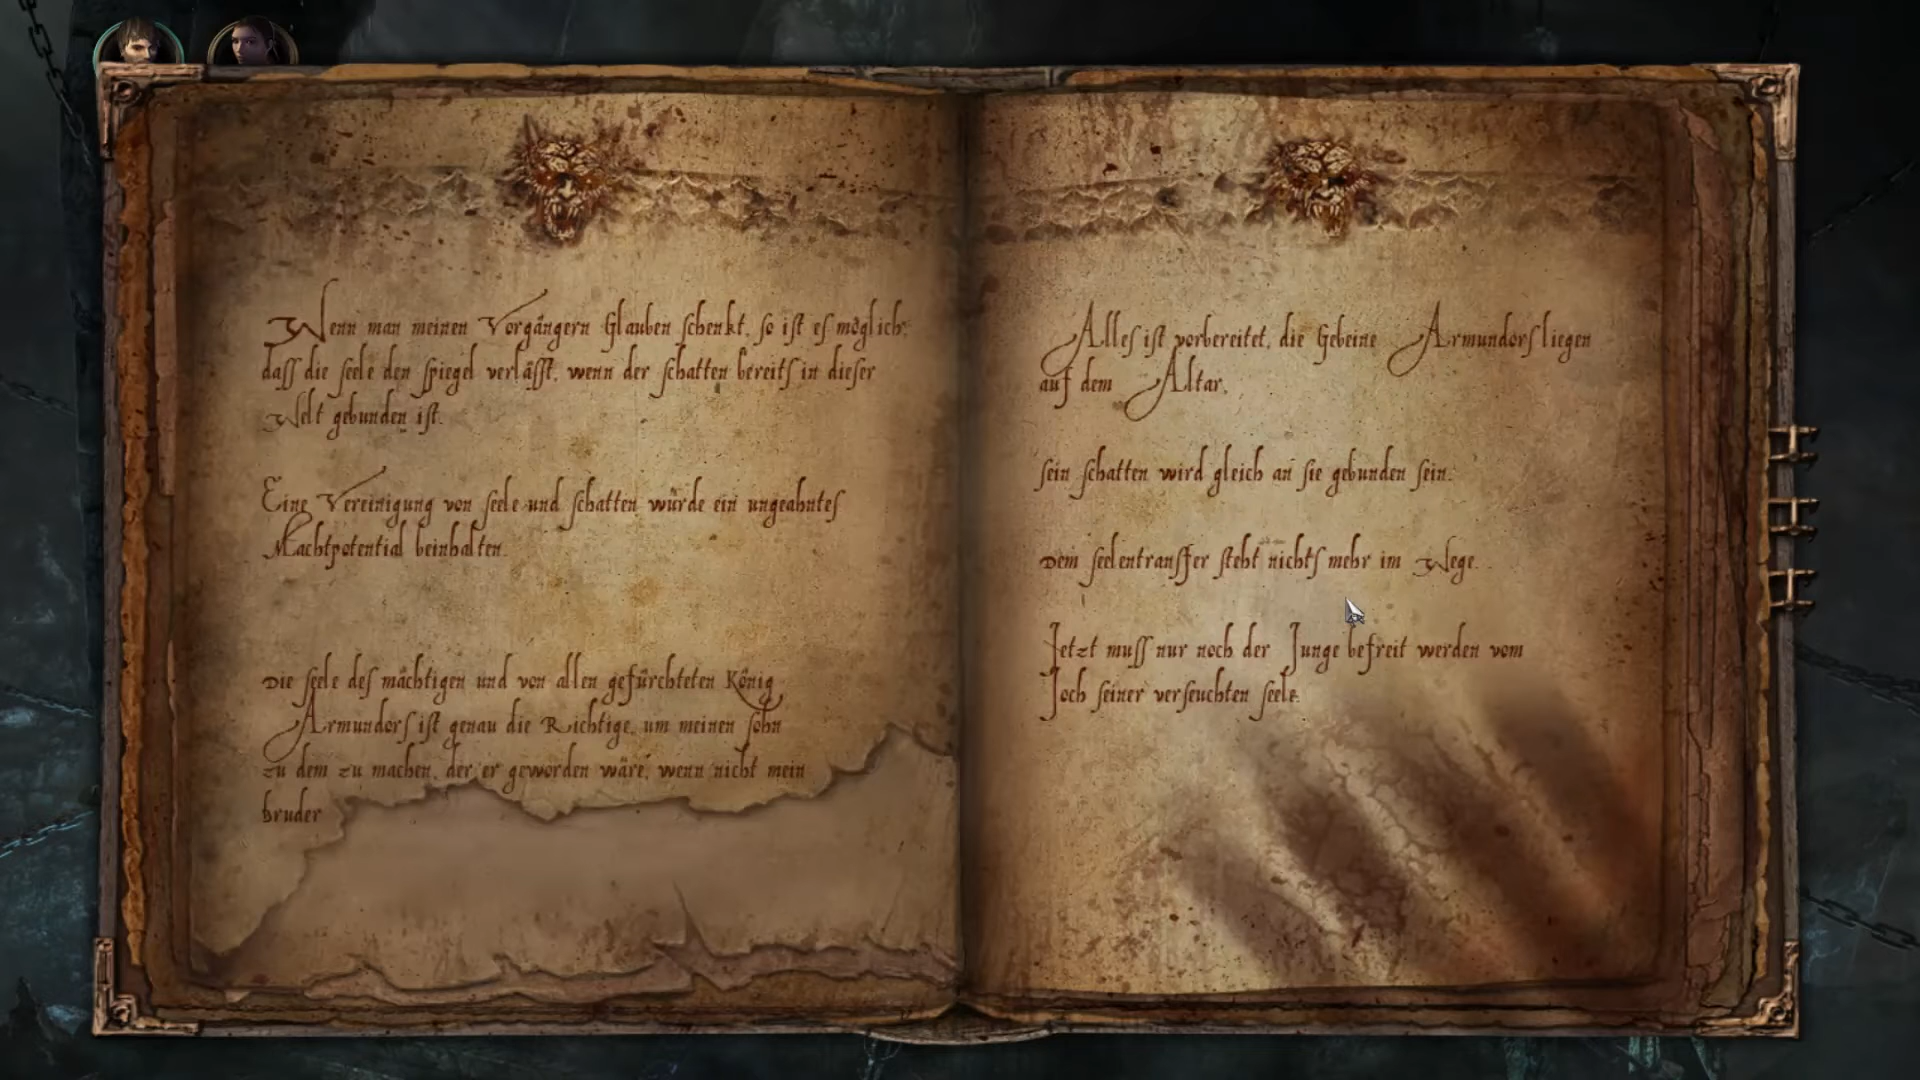 Wenn man meinen Vorgängern Glauben schenkt, so ist es möglich,
dass die seele den spiegel verlässt, wenn der schatten bereits in dieser
Welt gebunden ist.
Eine Vereinigung von seele und schatten würde ein ungeahntes
Machtpotential beinhalten.
Die seele des mächtigen und von allen gefürchteten König
Armundors ist genau die Richtige, um meinen sohn
zu dem zu machen, der er geworden wäre, wenn nicht mein
bruder
Alles ist vorbereitet, die Gebeine Armundors liegen
auf dem Altar.
sein schatten wird gleich an sie gebunden sein.
Dem seelentransfer steht nichts mehr im Wege.
Jetzt muss nur noch der Junge befreit werden vom
Joch seiner verseuchten seele.